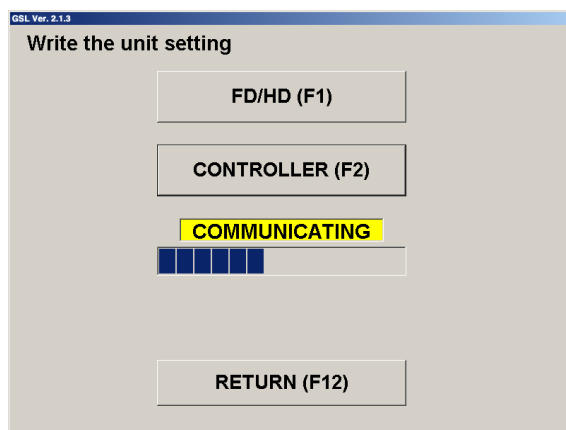 GSL Ver. 2.1.3
Write the unit setting
FD/HD (F1)
CONTROLLER (F2)
COMMUNICATING
RETURN (F12)